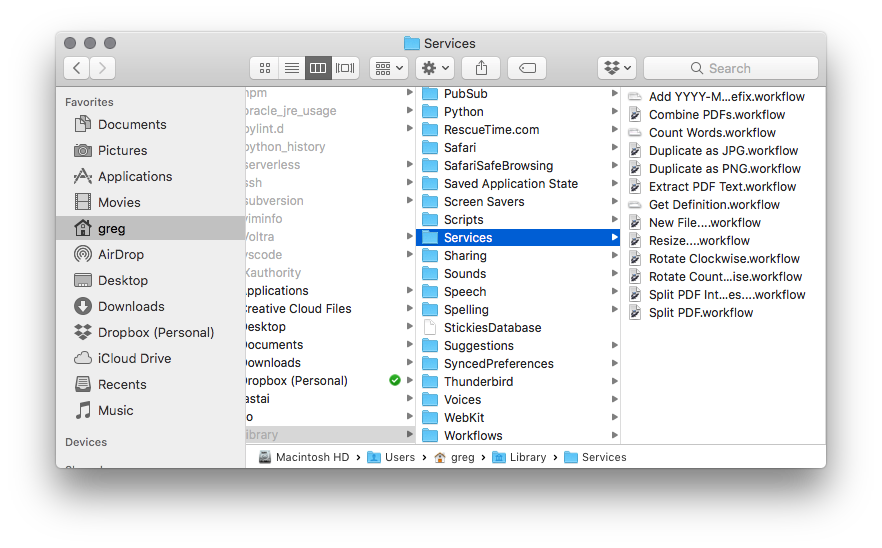 Services
Search
Favorites
Documents
Pictures
Applications
Movies
greg
AirDrop
Desktop
Downloads
Dropbox (Personal)
iCloud Drive
Recents
Music
Devices
npm
oracle_jre_usage
pylint.d
python_history
serverless
ssh
subversion
viminfo
Voltra
vscode
Xauthority
Applications
Creative Cloud Files
Desktop
Documents
Downloads
Dropbox (Personal)
Library
PubSub
Python
RescueTime.com
Safari
SafariSafeBrowsing
Saved Application State
Screen Savers
Scripts
Services
Sharing
Sounds
Speech
Spelling
StickiesDatabase
Suggestions
SyncedPreferences
Thunderbird
Voices
WebKit
Workflows
Add YYYY-M...efix.workflow
Combine PDFs.workflow
Count Words.workflow
Duplicate as JPG.workflow
Duplicate as PNG.workflow
Extract PDF Text.workflow
Get Definition.workflow
New File....workflow
Resize....workflow
Rotate Clockwise.workflow
Rotate Count...ise.workflow
Split PDF Int...es....workflow
Split PDF.workflow
Macintosh HD › Users › greg › Library › Services